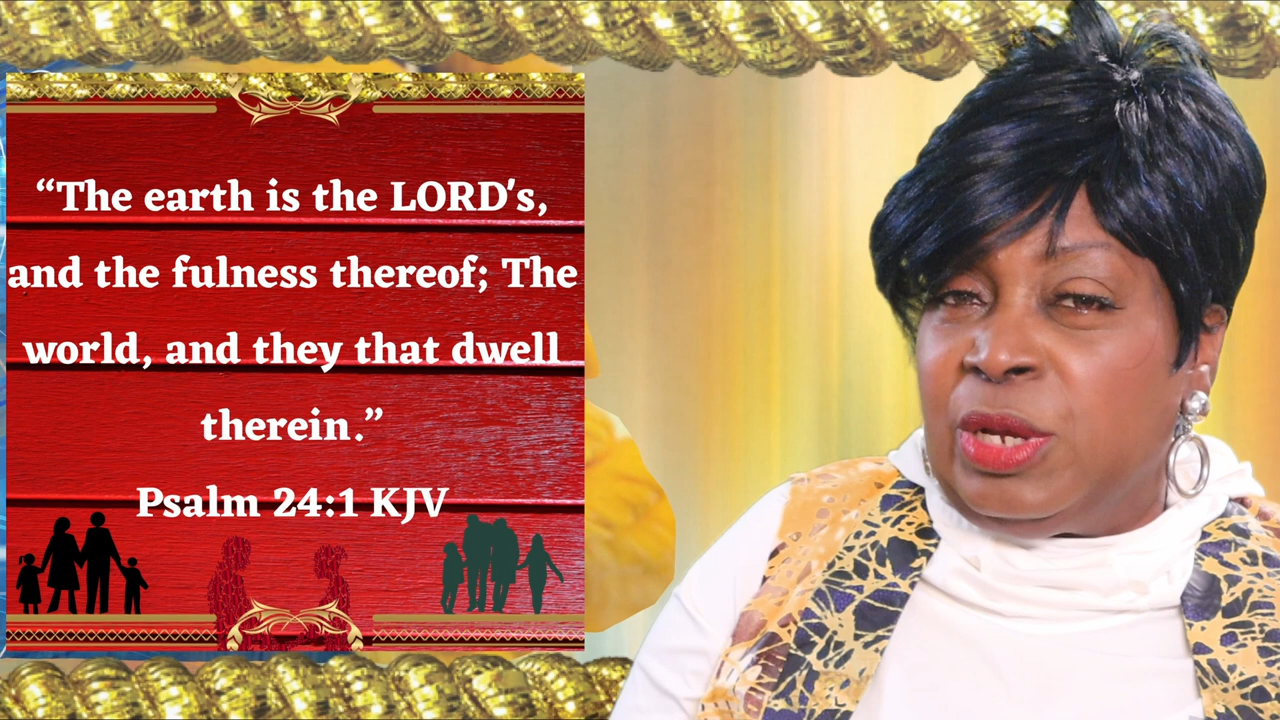 “The earth is the LORD's,
and the fulness thereof; The
world, and they that dwell
therein.”
Psalm 24:1 KJV